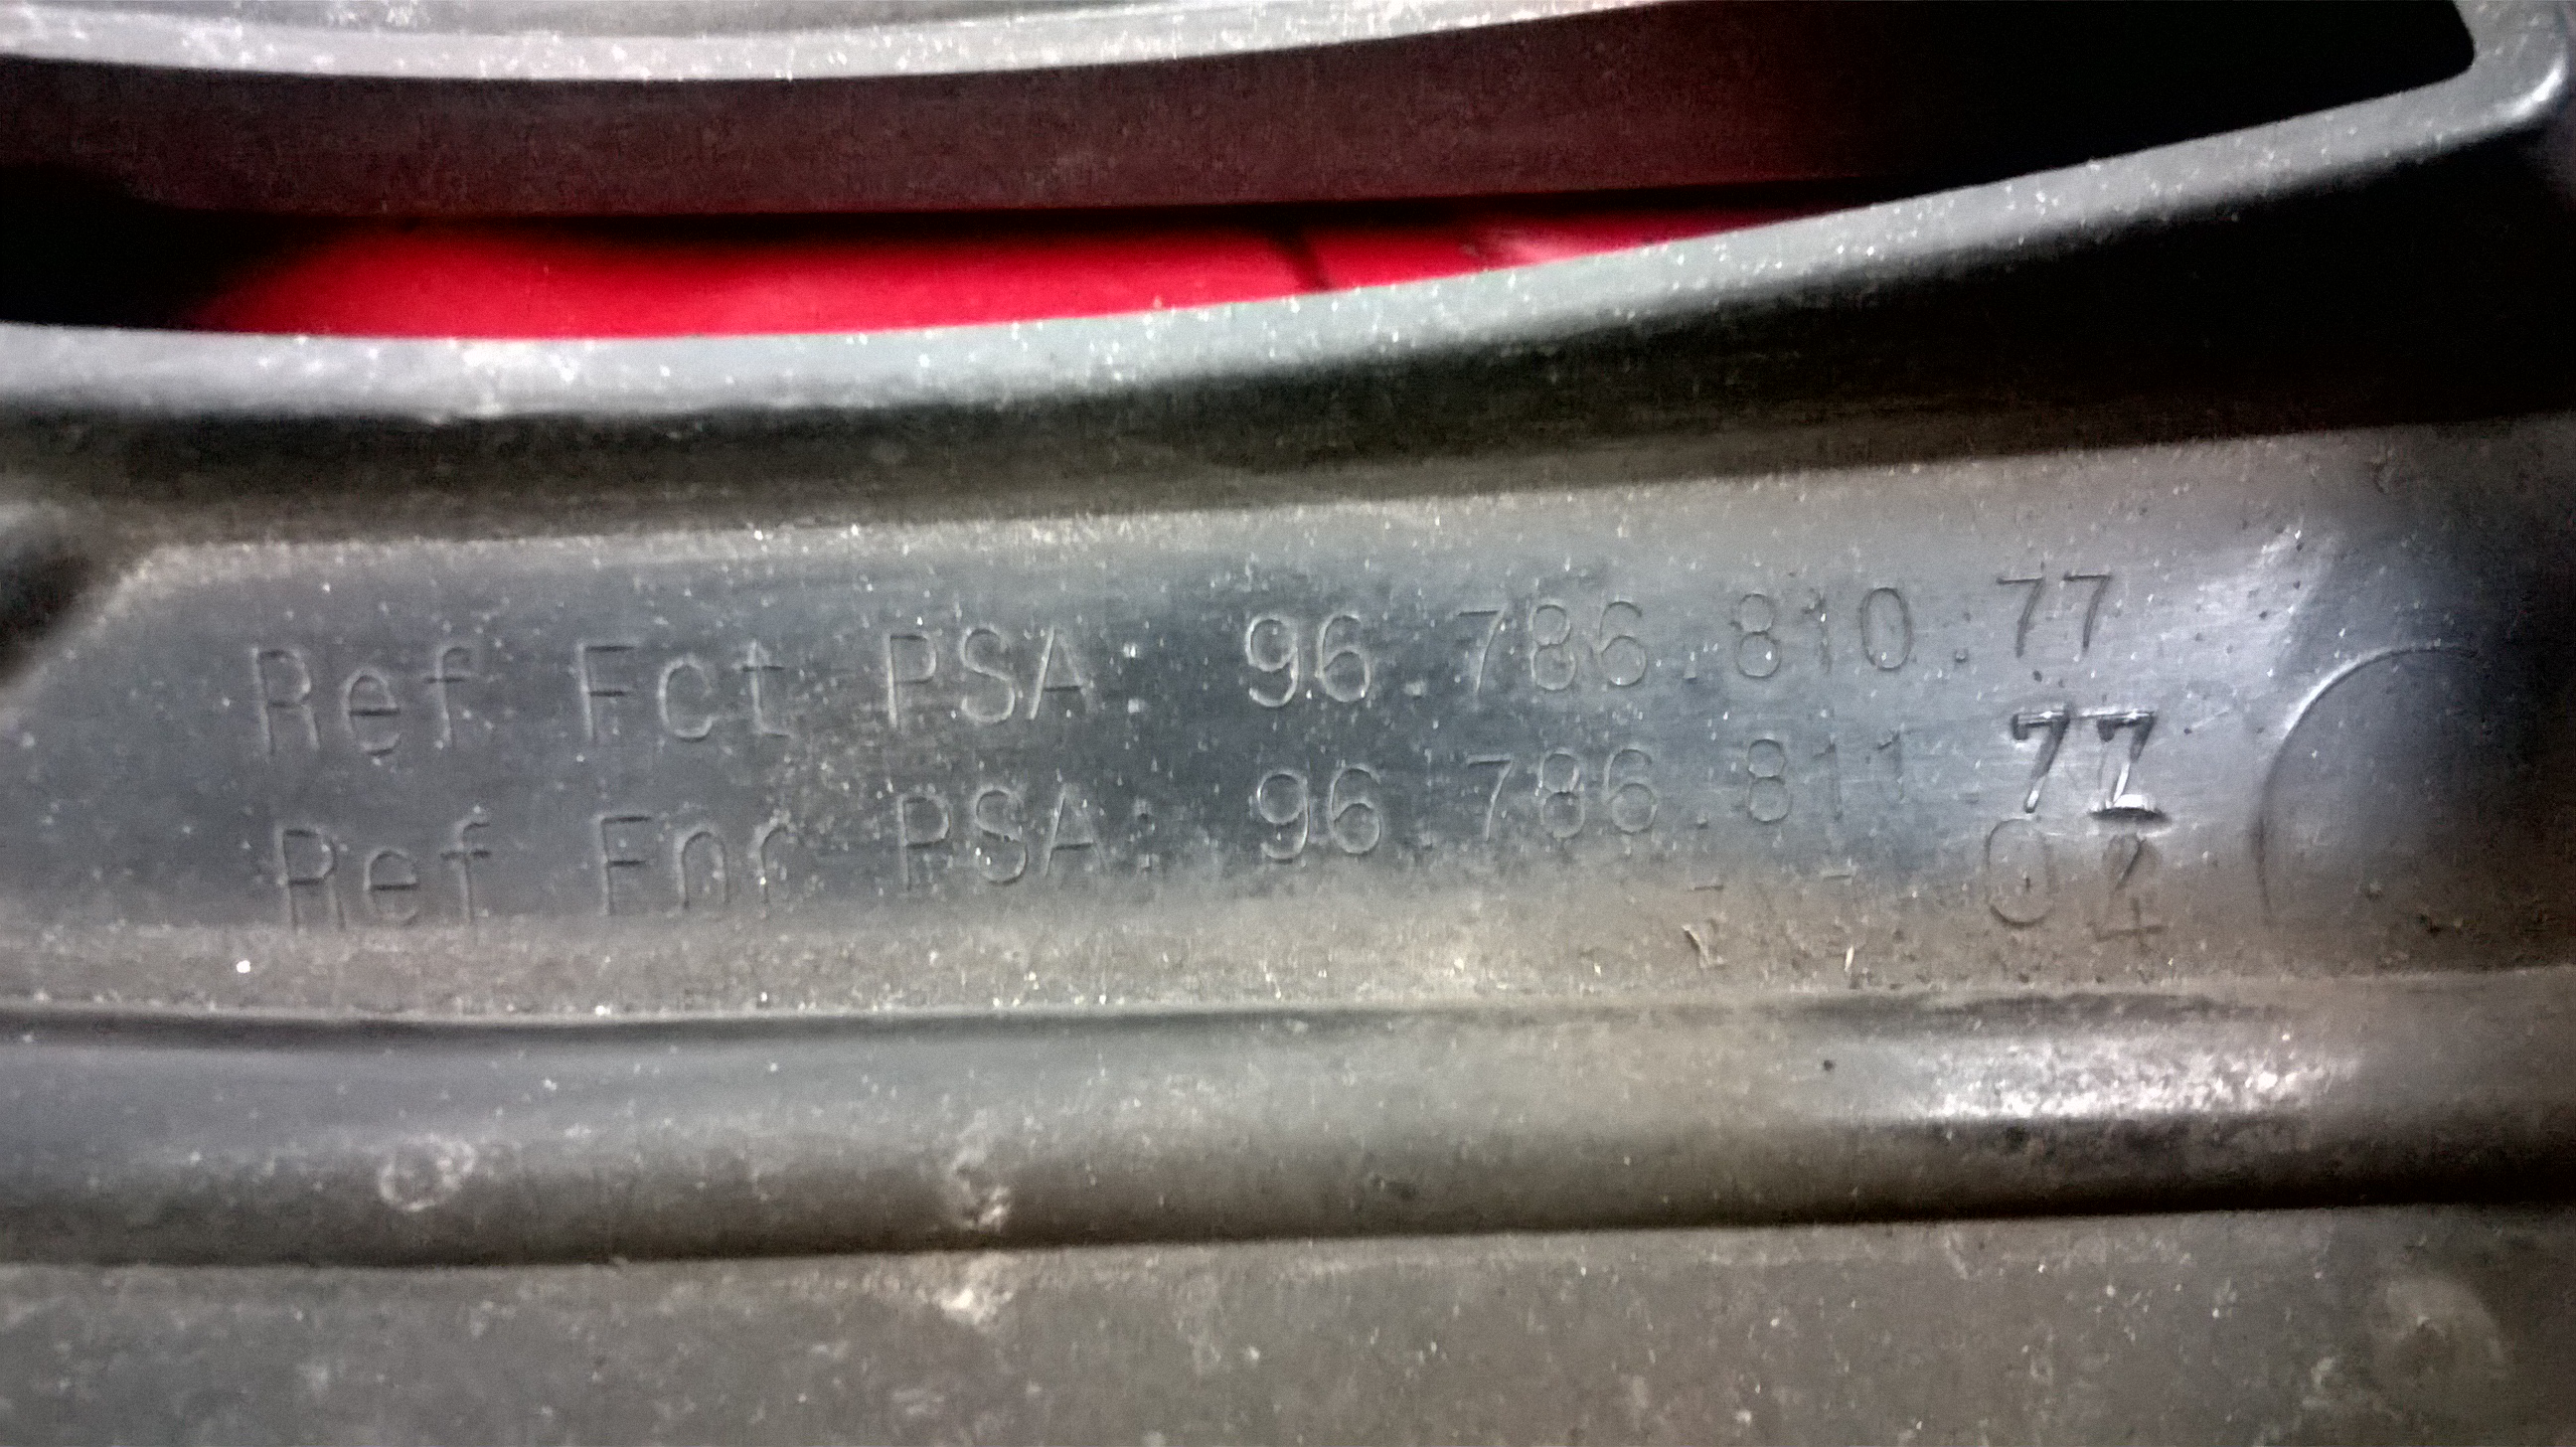 Ref Fct PSA: 96.786.810.77
Ref Fnr PSA: 96.786.811 77